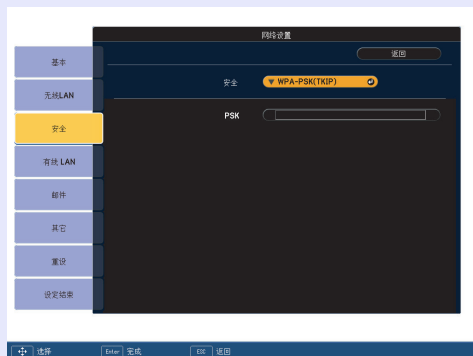 网络设置
返回
基本
安全 WPA-PSK(TKIP)
无线LAN
PSK
安全
有线 LAN
邮件
其它
重设
设定结束
选择 Enter 完成 ESC 返回